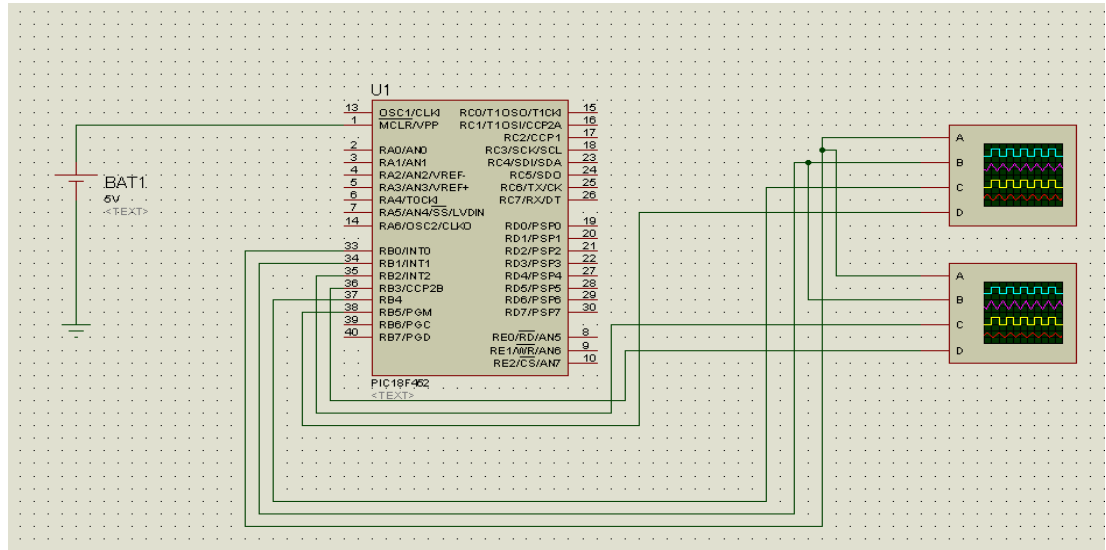 U1
13 OSC1/CLKI RC0/T1OSO/T1CKI 15
1 MCLR/VPP RC1/T1OSI/CCP2A 16
RC2/CCP1 17
2 RA0/AN0 RC3/SCK/SCL 18
3 RA1/AN1 RC4/SDI/SDA 23
4 RA2/AN2/VREF- RC5/SDO 24
5 RA3/AN3/VREF+ RC6/TX/CK 25
6 RA4/T0CKI RC7/RX/DT 26
7 RA5/AN4/SS/LVDIN
14 RA6/OSC2/CLKO RD0/PSP0 19
RD1/PSP1 20
33 RB0/INT0 RD2/PSP2 21
34 RB1/INT1 RD3/PSP3 22
35 RB2/INT2 RD4/PSP4 27
36 RB3/CCP2B RD5/PSP5 28
37 RB4 RD6/PSP6 29
38 RB5/PGM RD7/PSP7 30
39 RB6/PGC
40 RB7/PGD RE0/RD/AN5 8
RE1/WR/AN6 9
RE2/CS/AN7 10
PIC18F452
<TEXT>
BAT1
5V
<TEXT>
A
B
C
D
A
B
C
D